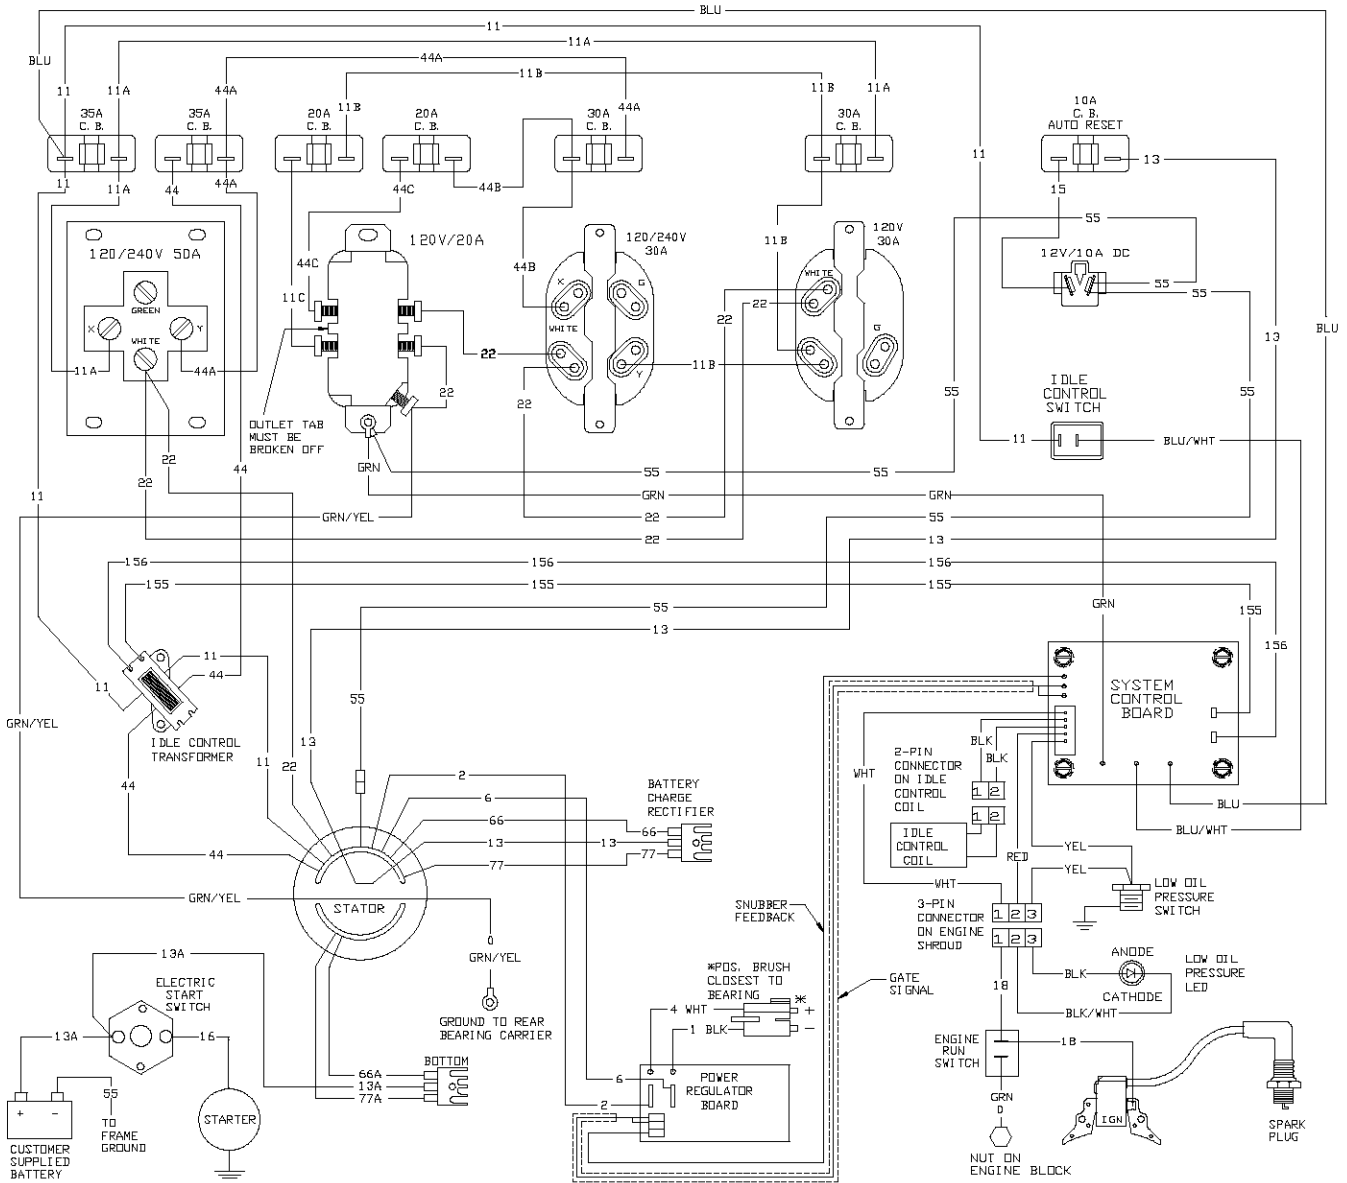 BLU
11
11A
BLU
44A
11B
11
11A
44A
11B
44A
11B
11A
35A
C. B.
35A
C. B.
20A
C. B.
20A
C. B.
30A
C. B.
30A
C. B.
10A
C. B.
AUTO RESET
11
13
11
11A
44
44A
44C
44B
15
55
120/240V 50A
120V/20A
120/240V
30A
120V
30A
11B
12V/10A DC
44C
44B
X
G
WHITE
55
55
GREEN
11C
22
22
BLU
X
Y
WHITE
WHITE
G
13
OUTLET TAB
MUST BE
BROKEN OFF
22
11A
44A
Y
11B
22
22
55
55
IDLE
CONTROL
SWITCH
22
44
GRN
11
BLU/WHT
22
55
55
11
GRN
GRN
GRN/YEL
22
55
22
13
156
156
156
155
155
155
55
GRN
155
13
156
11
44
11
55
SYSTEM
CONTROL
BOARD
GRN/YEL
IDLE CONTROL
TRANSFORMER
13
11
22
44
2
6
66
13
77
BATTERY
CHARGE
RECTIFIER
66
13
77
WHT
BLK
BLK
2-PIN
CONNECTOR
ON IDLE
CONTROL
COIL
1 2
1 2
IDLE
CONTROL
COIL
BLU
BLU/WHT
44
RED
YEL
YEL
WHT
GRN/YEL
STATOR
SNUBBER
FEEDBACK
3-PIN
CONNECTOR
ON ENGINE
SHROUD
1 2 3
1 2 3
LOW OIL
PRESSURE
SWITCH
13A
GRN/YEL
*POS. BRUSH
CLOSEST TO
BEARING
*
+
-
GATE
SIGNAL
ANODE
BLK
CATHODE
LOW OIL
PRESSURE
LED
ELECTRIC
START
SWITCH
18
BLK/WHT
GROUND TO REAR
BEARING CARRIER
4 WHT
1 BLK
13A
16
ENGINE
RUN
SWITCH
18
BOTTOM
66A
13A
77A
6
2
POWER
REGULATOR
BOARD
GRN
D
55
+ -
TO
FRAME
GROUND
STARTER
IGN
SPARK
PLUG
CUSTOMER
SUPPLIED
BATTERY
NUT ON
ENGINE BLOCK